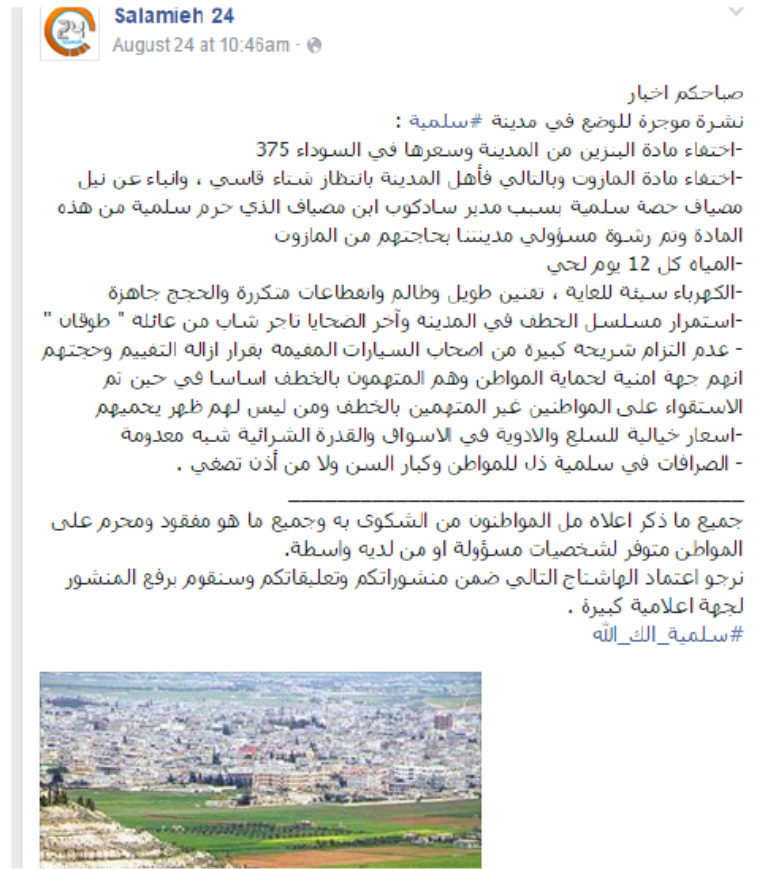 Salamieh 24
August 24 at 10:46am ·
24
صباحكم اخبار
نشرة موجزة للوضع في مدينة #سلمية :
-اختفاء مادة البنزين من المدينة وسعرها في السوداء 375
-اختفاء مادة المازوت وبالتالي فأهل المدينة بانتظار شتاء قاسي ، وانباء عن نيل
مصياف حصة سلمية بسبب مدير سادكوب ابن مصياف الذي حرم سلمية من هذه
المادة وتم رشوة مسؤولي مدينتنا بحاجتهم من المازوت
-المياه كل 12 يوم لحي
-الكهرباء سيئة للغاية ، تقنين طويل وظالم وانقطاعات متكررة والحجج جاهزة
-استمرار مسلسل الخطف في المدينة وآخر الضحايا تاجر شاب من عائلة " طوقان "
- عدم التزام شريحة كبيرة من اصحاب السيارات المفيمة بقرار ازالة التفييم وحجتهم
انهم جهة امنية لحماية المواطن وهم المتهمون بالخطف اساسا في حين تم
الاستقواء على المواطنين غير المتهمين بالخطف ومن ليس لهم ظهر يحميهم
-اسعار خيالية للسلع والادوية في الاسواق والقدرة الشرائية شبه معدومة
- الصرافات في سلمية ذل للمواطن وكبار السن ولا من أذن تصغي .
جميع ما ذكر اعلاه مل المواطنون من الشكوى به وجميع ما هو مفقود ومحرم على
المواطن متوفر لشخصيات مسؤولة او من لديه واسطة.
نرجو اعتماد الهاشتاج التالي ضمن منشوراتكم وتعليقاتكم وسنقوم برفع المنشور
لجهة اعلامية كبيرة .
#سلمية_الك_الله